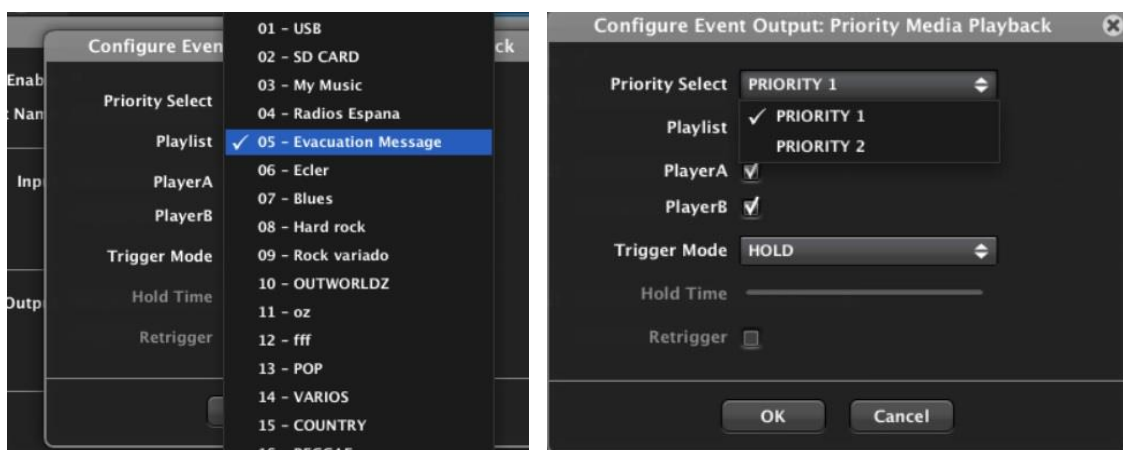 01 – USB
Configure Even
ck
02 – SD CARD
Enab
03 – My Music
Priority Select
Nan
04 – Radios Espana
Playlist
✓ 05 – Evacuation Message
06 – Ecler
Inp
PlayerA
07 – Blues
PlayerB
08 – Hard rock
Trigger Mode
09 – Rock variado
10 – OUTWORLDZ
Hold Time
Outp
11 – oz
Retrigger
12 – fff
13 – POP
14 – VARIOS
15 – COUNTRY
Configure Event Output: Priority Media Playback
Priority Select PRIORITY 1
✓ PRIORITY 1
Playlist
PRIORITY 2
PlayerA
PlayerB
Trigger Mode HOLD
Hold Time
Retrigger
OK Cancel